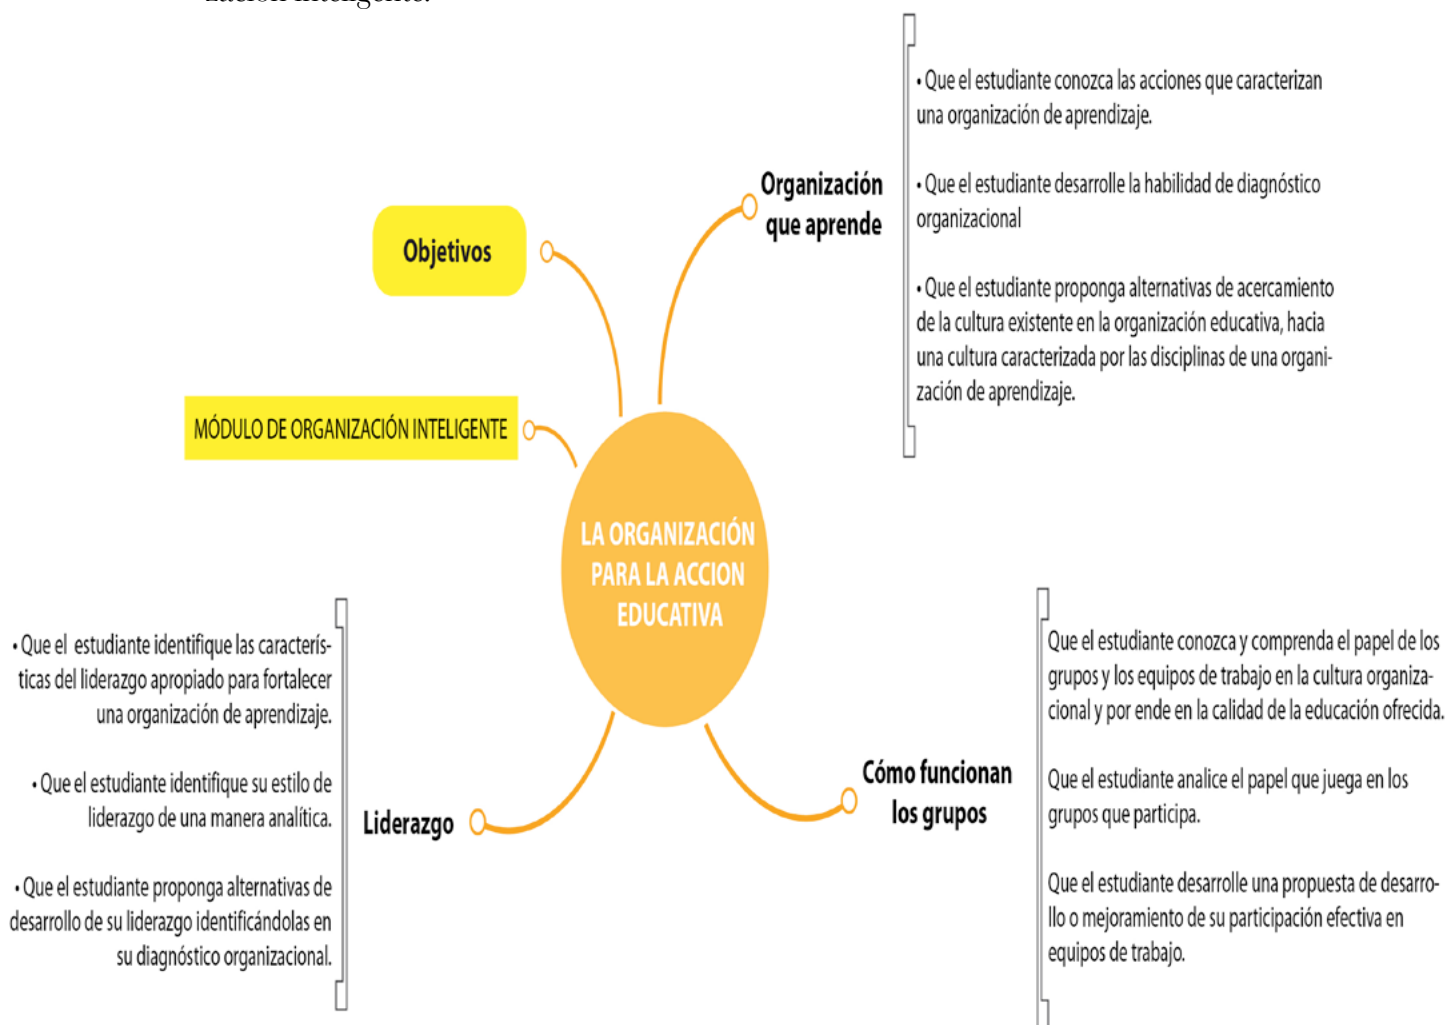 zación inteligente.
• Que el estudiante conozca las acciones que caracterizan
una organización de aprendizaje.
• Que el estudiante desarrolle la habilidad de diagnóstico
organizacional
• Que el estudiante proponga alternativas de acercamiento
de la cultura existente en la organización educativa, hacia
una cultura caracterizada por las disciplinas de una organi-
zación de aprendizaje.
Organización
que aprende
Objetivos
MÓDULO DE ORGANIZACIÓN INTELIGENTE
LA ORGANIZACIÓN
PARA LA ACCION
EDUCATIVA
• Que el estudiante identifique las caracterís-
ticas del liderazgo apropiado para fortalecer
una organización de aprendizaje.
• Que el estudiante identifique su estilo de
liderazgo de una manera analítica.
• Que el estudiante proponga alternativas de
desarrollo de su liderazgo identificándolas en
su diagnóstico organizacional.
Liderazgo
Cómo funcionan
los grupos
Que el estudiante conozca y comprenda el papel de los
grupos y los equipos de trabajo en la cultura organiza-
cional y por ende en la calidad de la educación ofrecida.
Que el estudiante analice el papel que juega en los
grupos que participa.
Que el estudiante desarrolle una propuesta de desarro-
llo o mejoramiento de su participación efectiva en
equipos de trabajo.